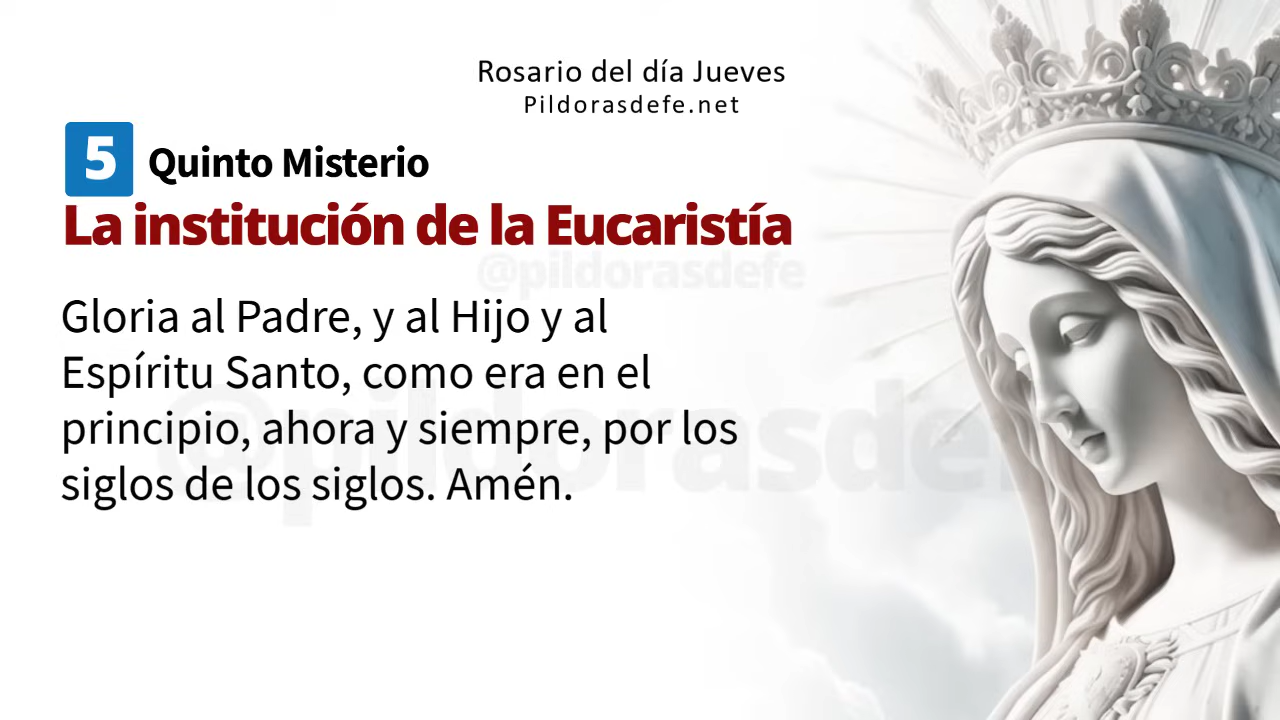 Rosario del día Jueves
Pildorasdefe.net
5 Quinto Misterio
La institución de la Eucaristía
@pildorasdefe
Gloria al Padre, y al Hijo y al
Espíritu Santo, como era en el
principio, ahora y siempre, por los
siglos de los siglos. Amén.
@pildorasdefe